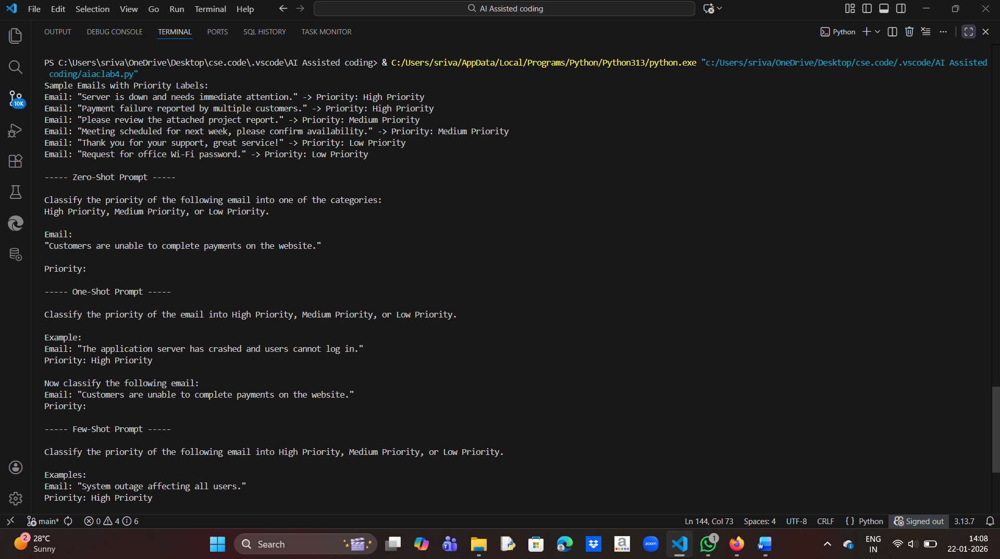 File Edit Selection View Go Run Terminal Help
AI Assisted coding
OUTPUT DEBUG CONSOLE TERMINAL PORTS SQL HISTORY TASK MONITOR
Python
PS C:\Users\sriva\OneDrive\Desktop\cse.code\.vscode\AI Assisted coding> & C:/Users/sriva/AppData/Local/Programs/Python/Python313/python.exe "c:/Users/sriva/OneDrive/Desktop/cse.code/.vscode/AI Assisted
coding/aiaclab4.py"
Sample Emails with Priority Labels:
Email: "Server is down and needs immediate attention." -> Priority: High Priority
Email: "Payment failure reported by multiple customers." -> Priority: High Priority
Email: "Please review the attached project report." -> Priority: Medium Priority
Email: "Meeting scheduled for next week, please confirm availability." -> Priority: Medium Priority
Email: "Thank you for your support, great service!" -> Priority: Low Priority
Email: "Request for office Wi-Fi password." -> Priority: Low Priority
----- Zero-Shot Prompt -----
Classify the priority of the following email into one of the categories:
High Priority, Medium Priority, or Low Priority.
Email:
"Customers are unable to complete payments on the website."
Priority:
----- One-Shot Prompt -----
Classify the priority of the email into High Priority, Medium Priority, or Low Priority.
Example:
Email: "The application server has crashed and users cannot log in."
Priority: High Priority
Now classify the following email:
Email: "Customers are unable to complete payments on the website."
Priority:
----- Few-Shot Prompt -----
Classify the priority of the following email into High Priority, Medium Priority, or Low Priority.
Examples:
Email: "System outage affecting all users."
Priority: High Priority
10K
main* 0 4 6
Ln 144, Col 73 Spaces: 4 UTF-8 CRLF { } Python Signed out 3.13.7
2
28°C
Sunny
Search
a
zoom
1
W
ENG
IN
14:08
22-01-2026